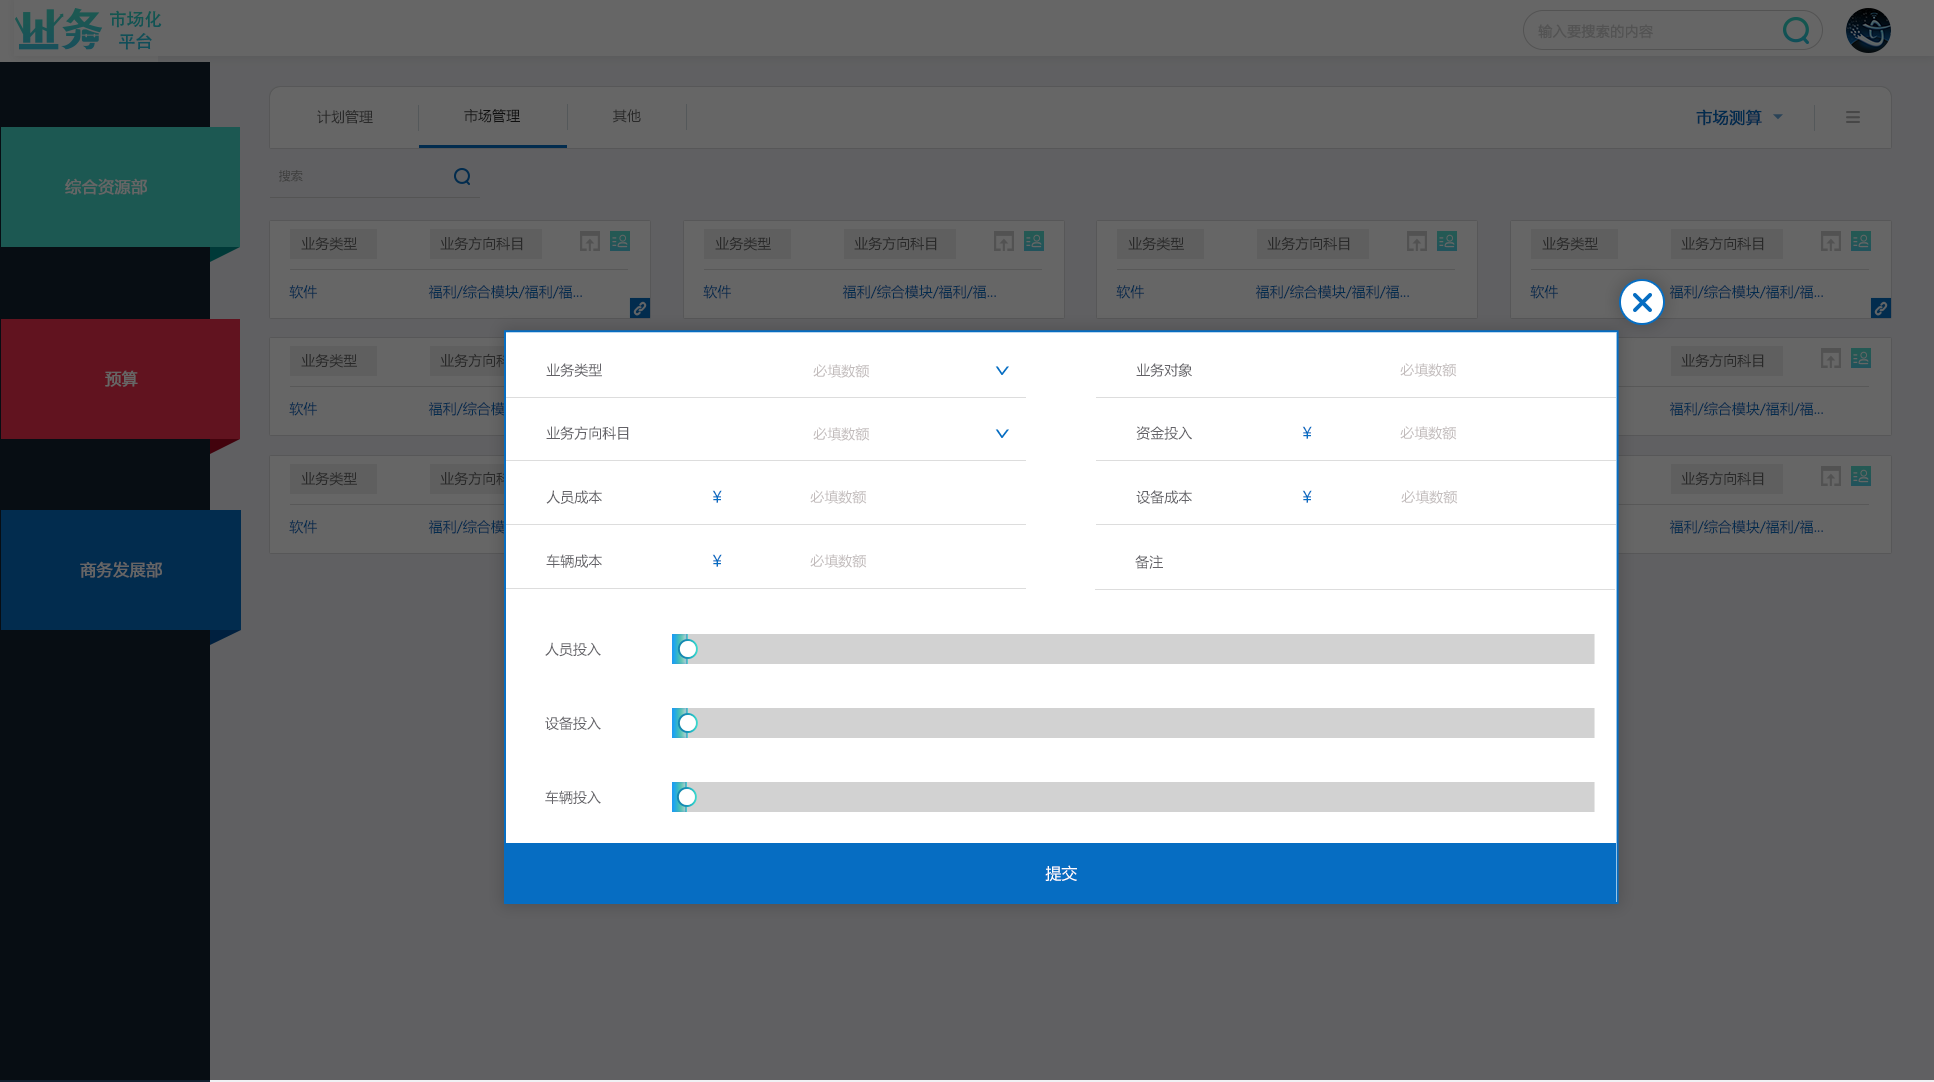 业务 市场化
平台
输入要搜索的内容
计划管理 市场管理 其他 市场测算
搜索
综合资源部
预算
商务发展部
业务类型 业务方向科目 业务类型 业务方向科目 业务类型 业务方向科目 业务类型 业务方向科目
软件 福利/综合模块/福利/福... 软件 福利/综合模块/福利/福... 软件 福利/综合模块/福利/福... 软件 福利/综合模块/福利/福...
业务类型 业务方向科 业务方向科目
软件 福利/综合模 福利/综合模块/福利/福...
业务类型 业务方向科 业务方向科目
软件 福利/综合模 福利/综合模块/福利/福...
业务类型 必填数额 业务对象 必填数额
业务方向科目 必填数额 资金投入 ¥ 必填数额
人员成本 ¥ 必填数额 设备成本 ¥ 必填数额
车辆成本 ¥ 必填数额 备注
人员投入
设备投入
车辆投入
提交